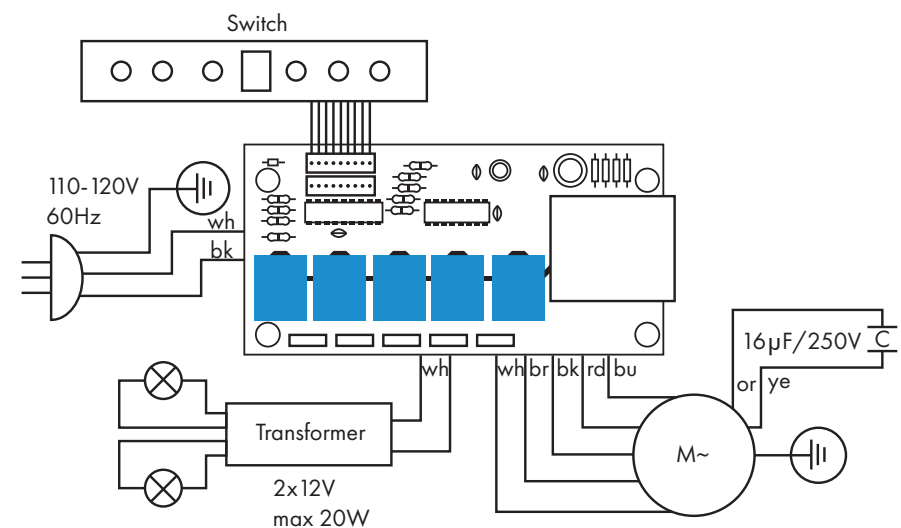 Switch
110-120V
60Hz
wh
bk
wh
wh br bk rd bu
16µF/250V C
or ye
Transformer
M~
2x12V
max 20W